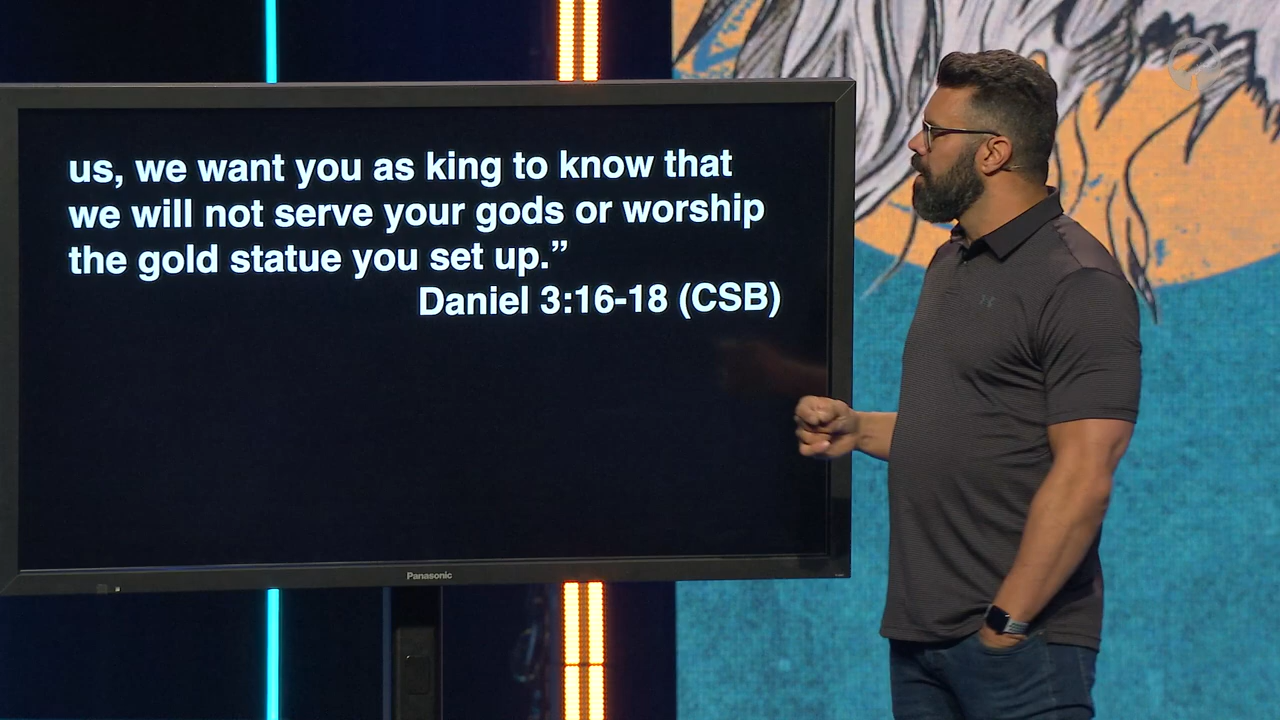 us, we want you as king to know that
we will not serve your gods or worship
the gold statue you set up.”
Daniel 3:16-18 (CSB)
Panasonic